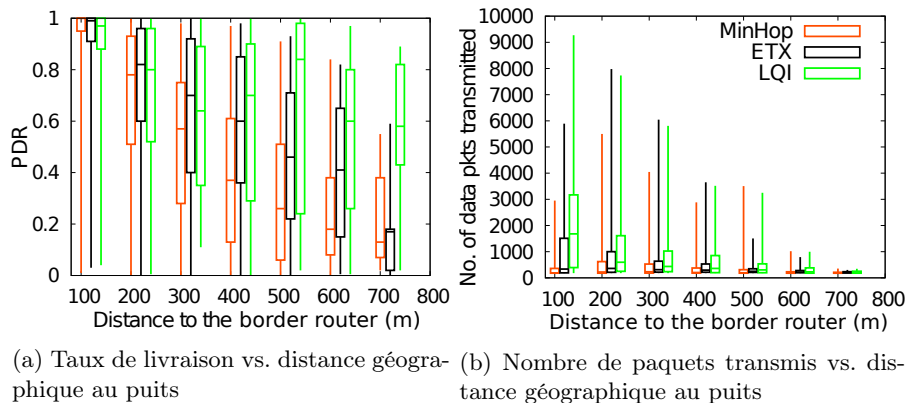 1
0.8
0.6
0.4
0.2
0
PDR
100 200 300 400 500 600 700 800
Distance to the border router (m)
10000
9000
8000
7000
6000
5000
4000
3000
2000
1000
0
No. of data pkts transmitted
MinHop
ETX
LQI
100 200 300 400 500 600 700 800
Distance to the border router (m)
(a) Taux de livraison vs. distance géogra-
phique au puits
(b) Nombre de paquets transmis vs. dis-
tance géographique au puits